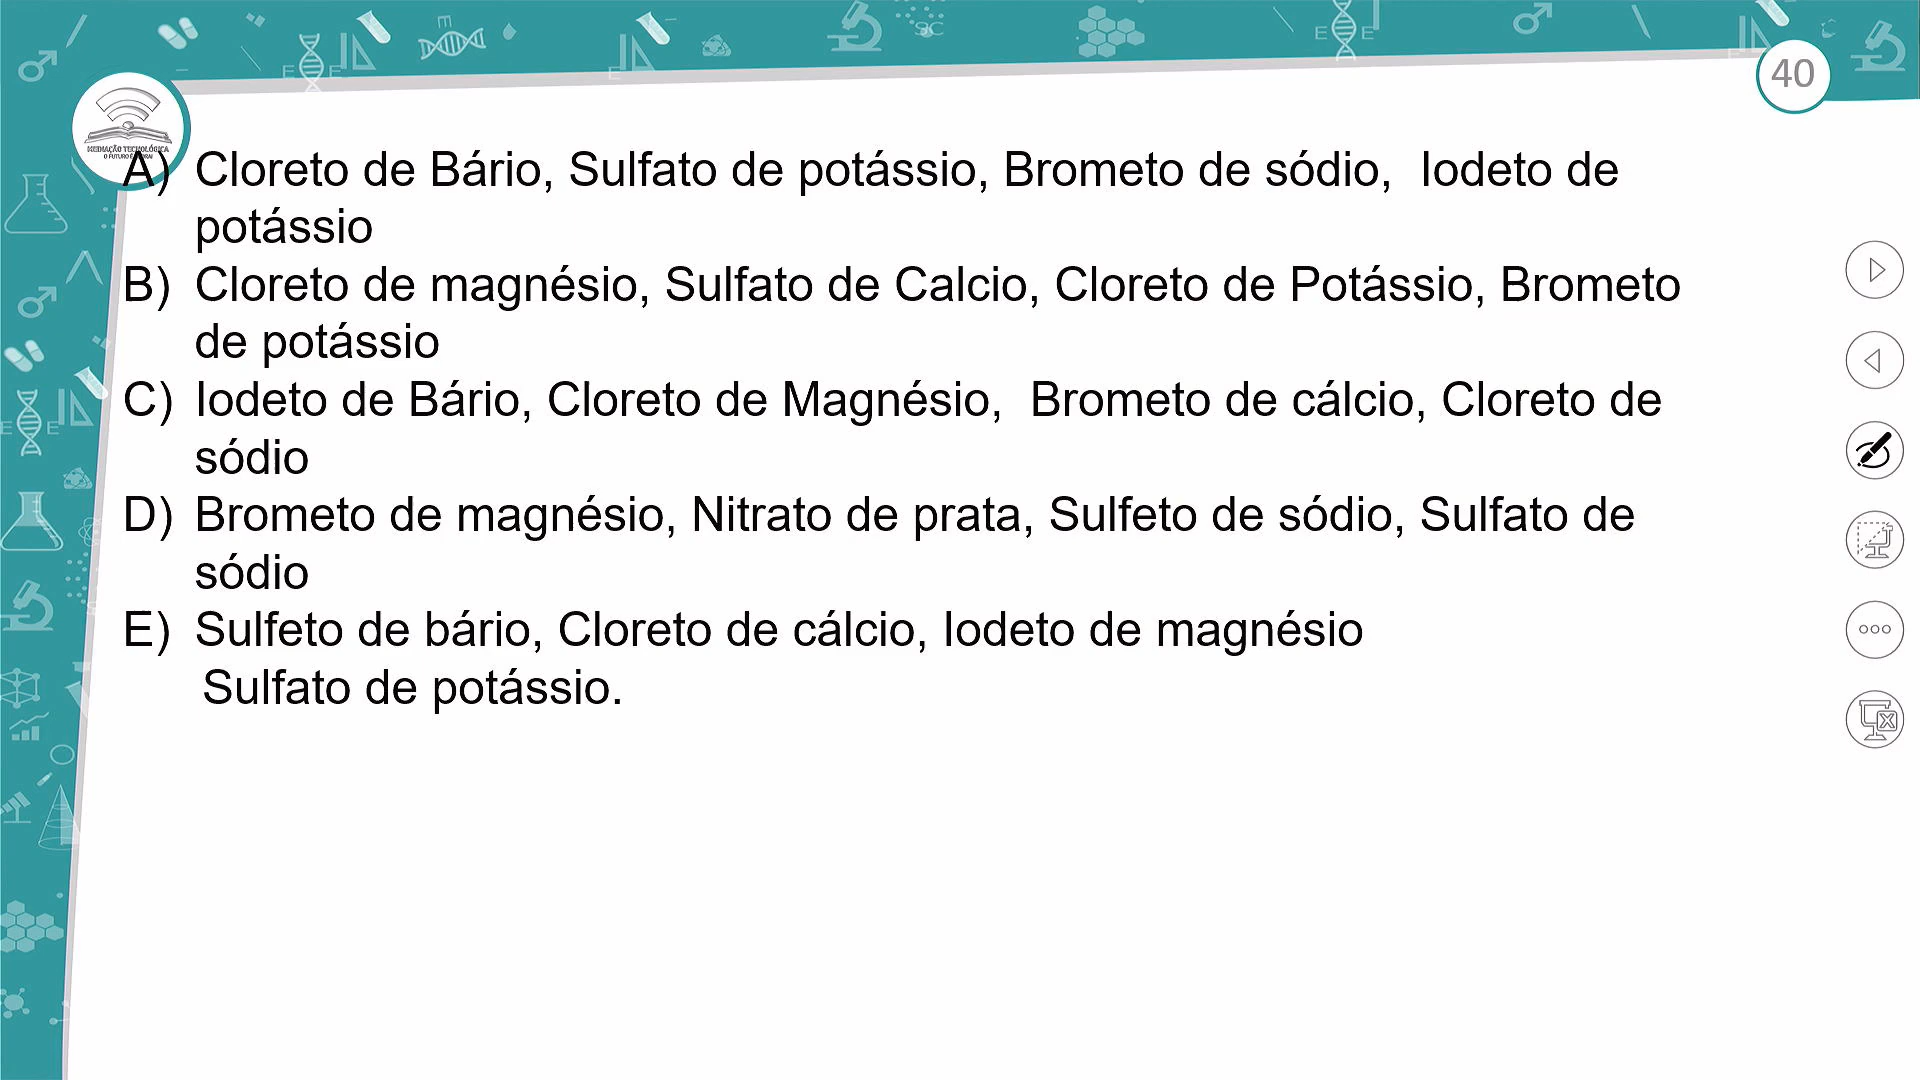 40
MEDIAÇÃO TECNOLÓGICA
A) Cloreto de Bário, Sulfato de potássio, Brometo de sódio, Iodeto de
potássio
B) Cloreto de magnésio, Sulfato de Calcio, Cloreto de Potássio, Brometo
de potássio
C) Iodeto de Bário, Cloreto de Magnésio, Brometo de cálcio, Cloreto de
sódio
D) Brometo de magnésio, Nitrato de prata, Sulfeto de sódio, Sulfato de
sódio
E) Sulfeto de bário, Cloreto de cálcio, Iodeto de magnésio
Sulfato de potássio.